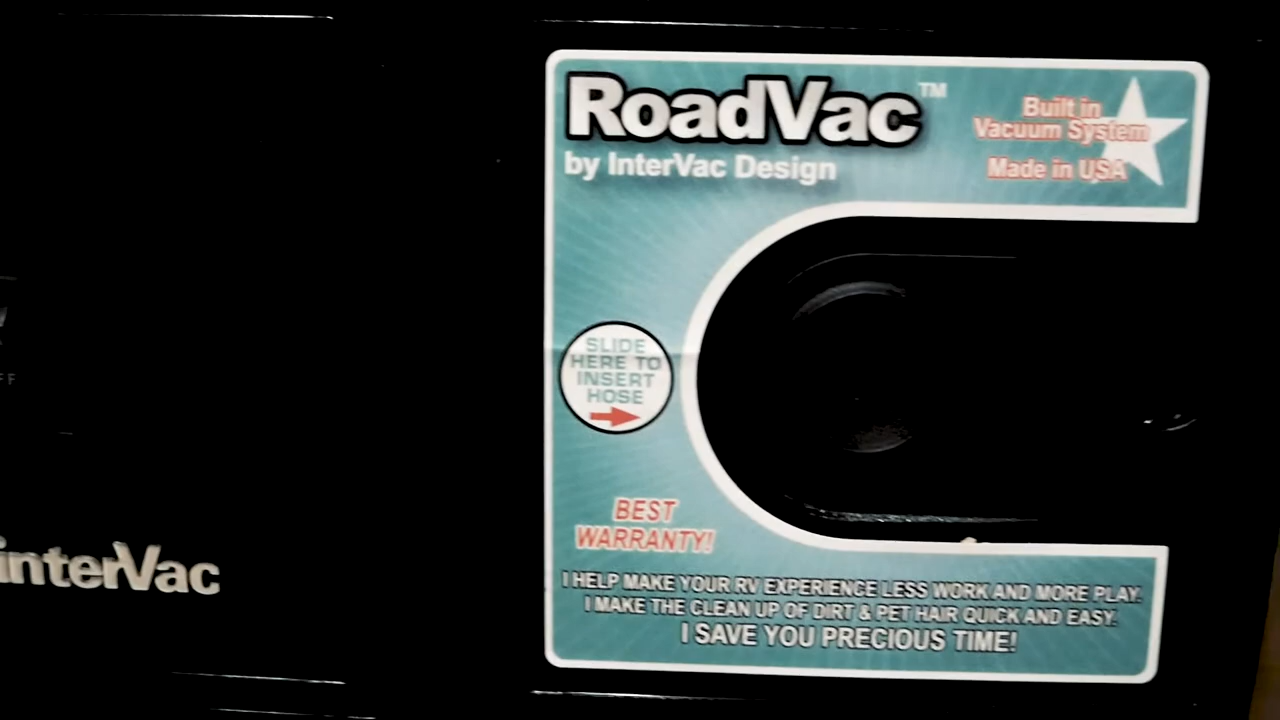 RoadVac™
by InterVac Design
Built in
Vacuum System
Made in USA
SLIDE
HERE TO
INSERT
HOSE
BEST
WARRANTY!
I HELP MAKE YOUR RV EXPERIENCE LESS WORK AND MORE PLAY.
I MAKE THE CLEAN UP OF DIRT & PET HAIR QUICK AND EASY.
I SAVE YOU PRECIOUS TIME!
interVac